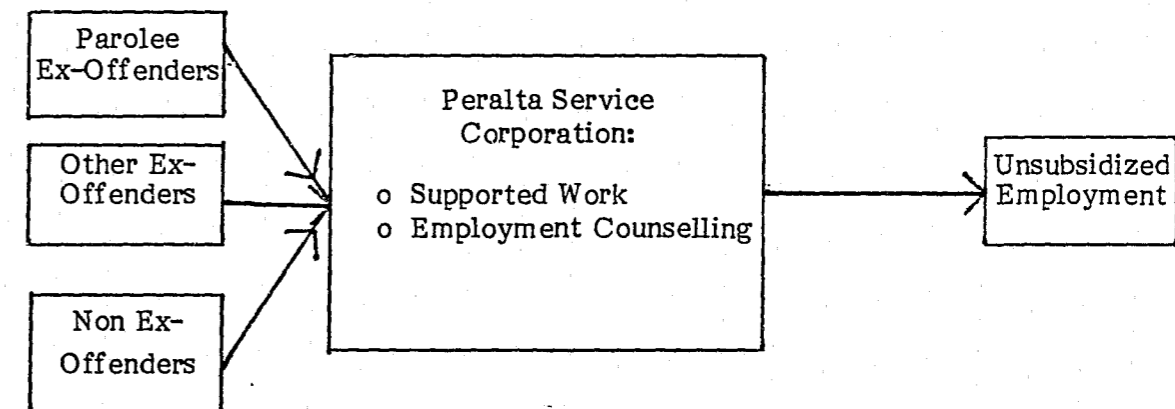 Parolee
Ex-Offenders
Other Ex-
Offenders
Non Ex-
Offenders
Peralta Service
Corporation:
o Supported Work
o Employment Counselling
Unsubsidized
Employment